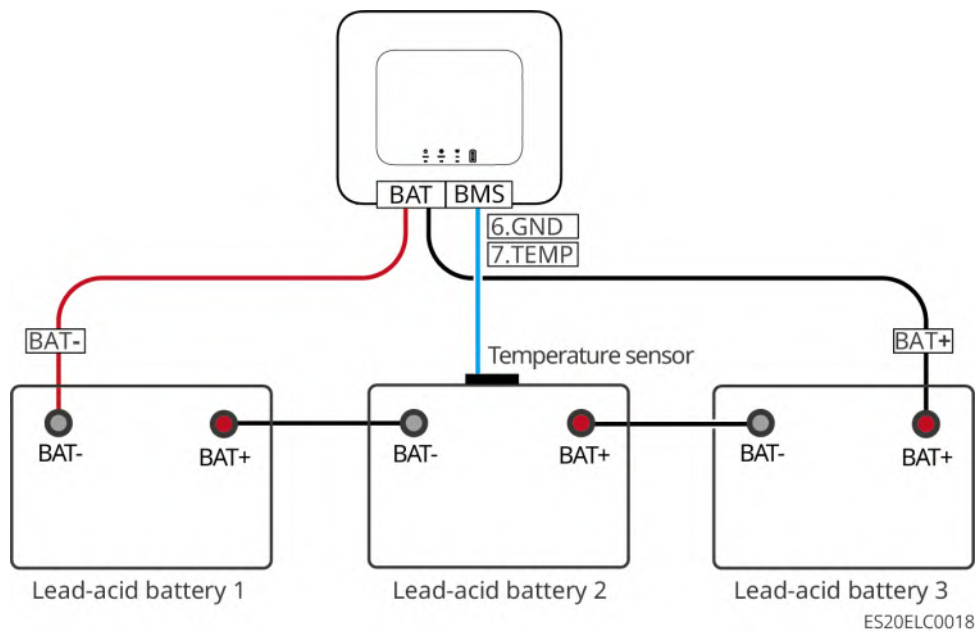 BAT BMS
6.GND
7.TEMP
BAT- BAT+
Temperature sensor
BAT- BAT+ BAT- BAT+ BAT- BAT+
Lead-acid battery 1 Lead-acid battery 2 Lead-acid battery 3
ES20ELC0018